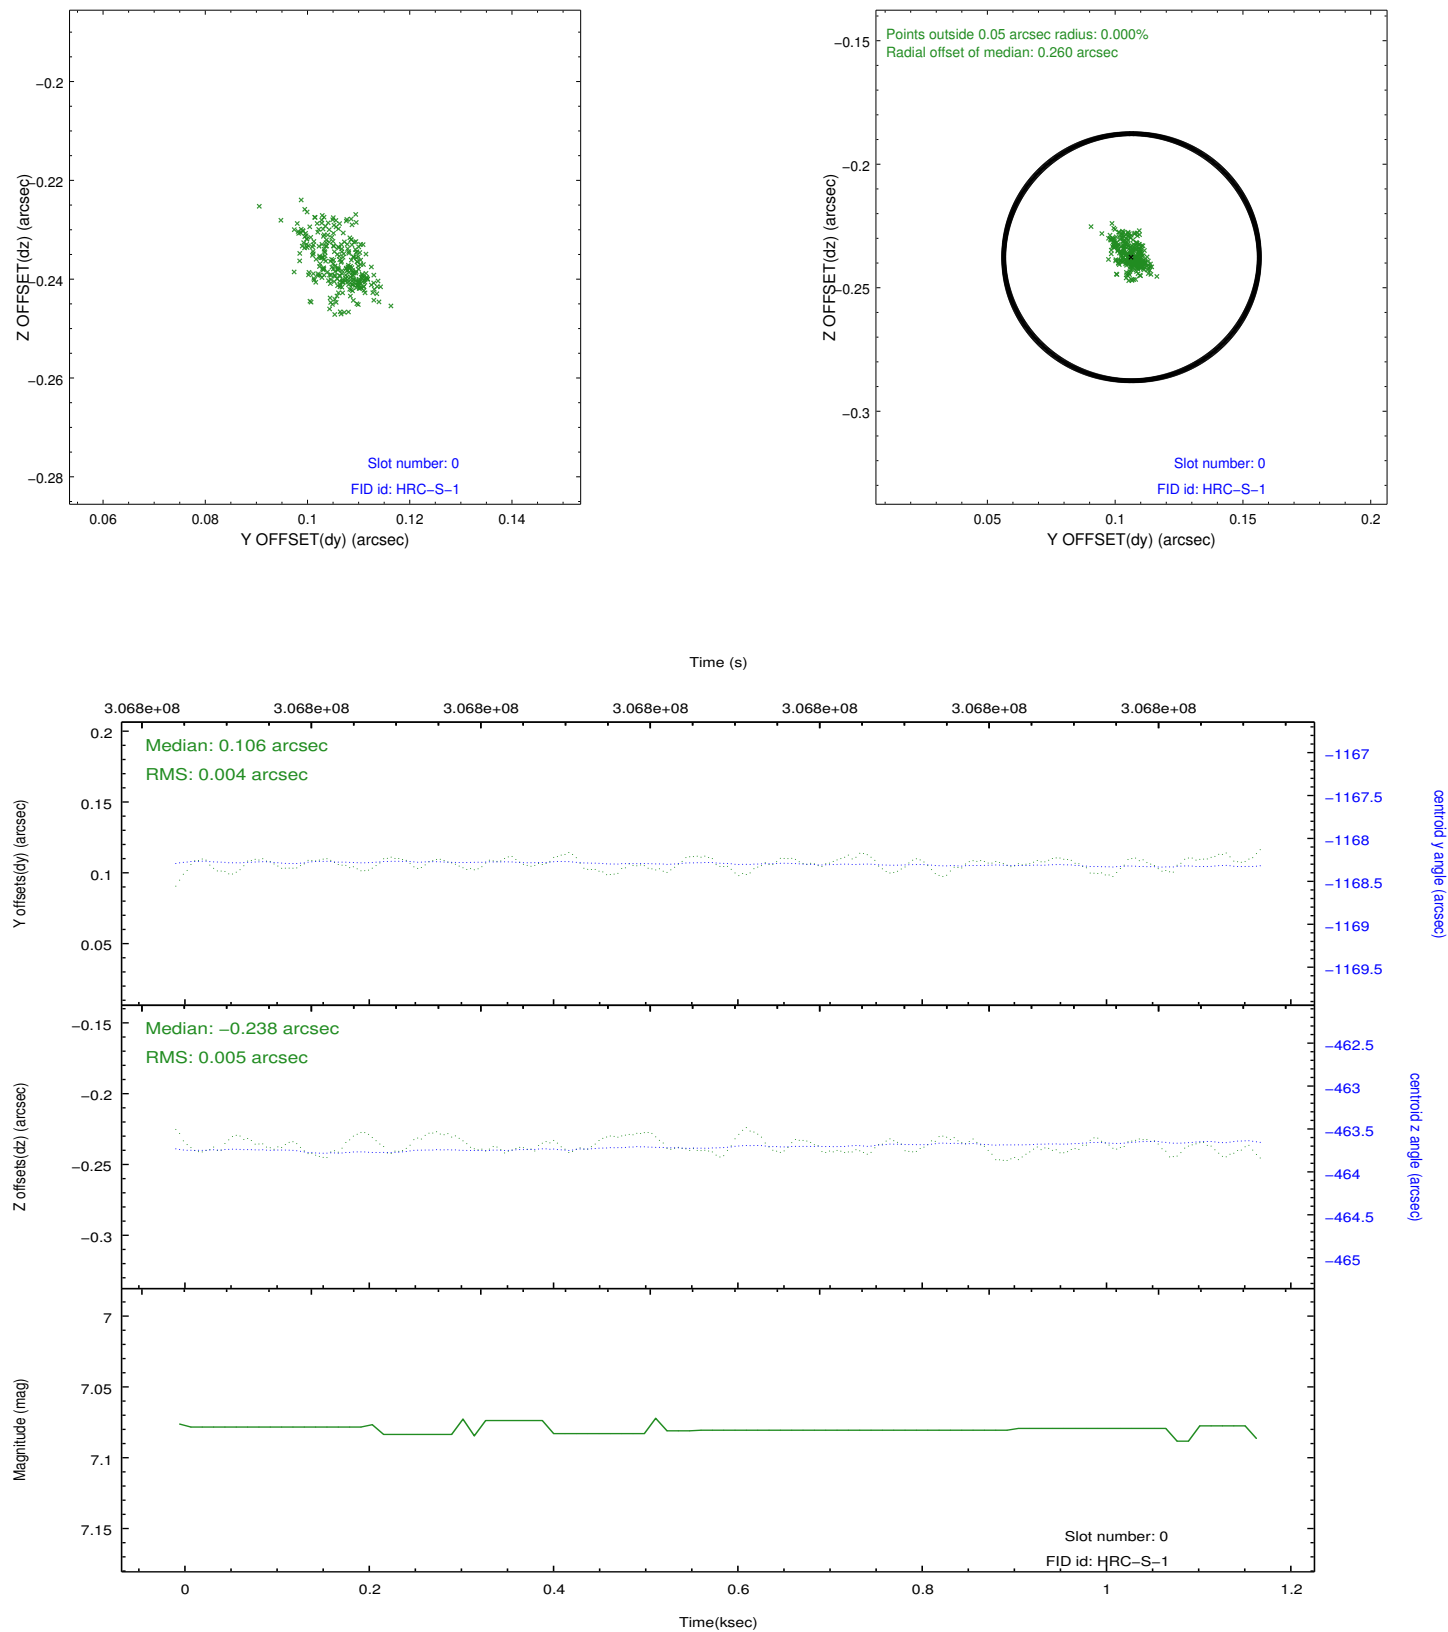 −0.2
−0.22
−0.24
−0.26
−0.28
Z OFFSET(dz) (arcsec)
Slot number: 0
FID id: HRC−S−1
0.06 0.08 0.1 0.12 0.14
Y OFFSET(dy) (arcsec)
Points outside 0.05 arcsec radius: 0.000%
Radial offset of median: 0.260 arcsec
−0.15
−0.2
−0.25
−0.3
Z OFFSET(dz) (arcsec)
Slot number: 0
FID id: HRC−S−1
0.05 0.1 0.15 0.2
Y OFFSET(dy) (arcsec)
Time (s)
3.068e+08 3.068e+08 3.068e+08 3.068e+08 3.068e+08 3.068e+08 3.068e+08
Median: 0.106 arcsec
RMS: 0.004 arcsec
0.2
0.15
0.1
0.05
Y offsets(dy) (arcsec)
−1167
−1167.5
−1168
−1168.5
−1169
−1169.5
centroid y angle (arcsec)
Median: −0.238 arcsec
RMS: 0.005 arcsec
−0.15
−0.2
−0.25
−0.3
Z offsets(dz) (arcsec)
−462.5
−463
−463.5
−464
−464.5
−465
centroid z angle (arcsec)
7
7.05
7.1
7.15
Magnitude (mag)
Slot number: 0
FID id: HRC−S−1
0 0.2 0.4 0.6 0.8 1 1.2
Time(ksec)